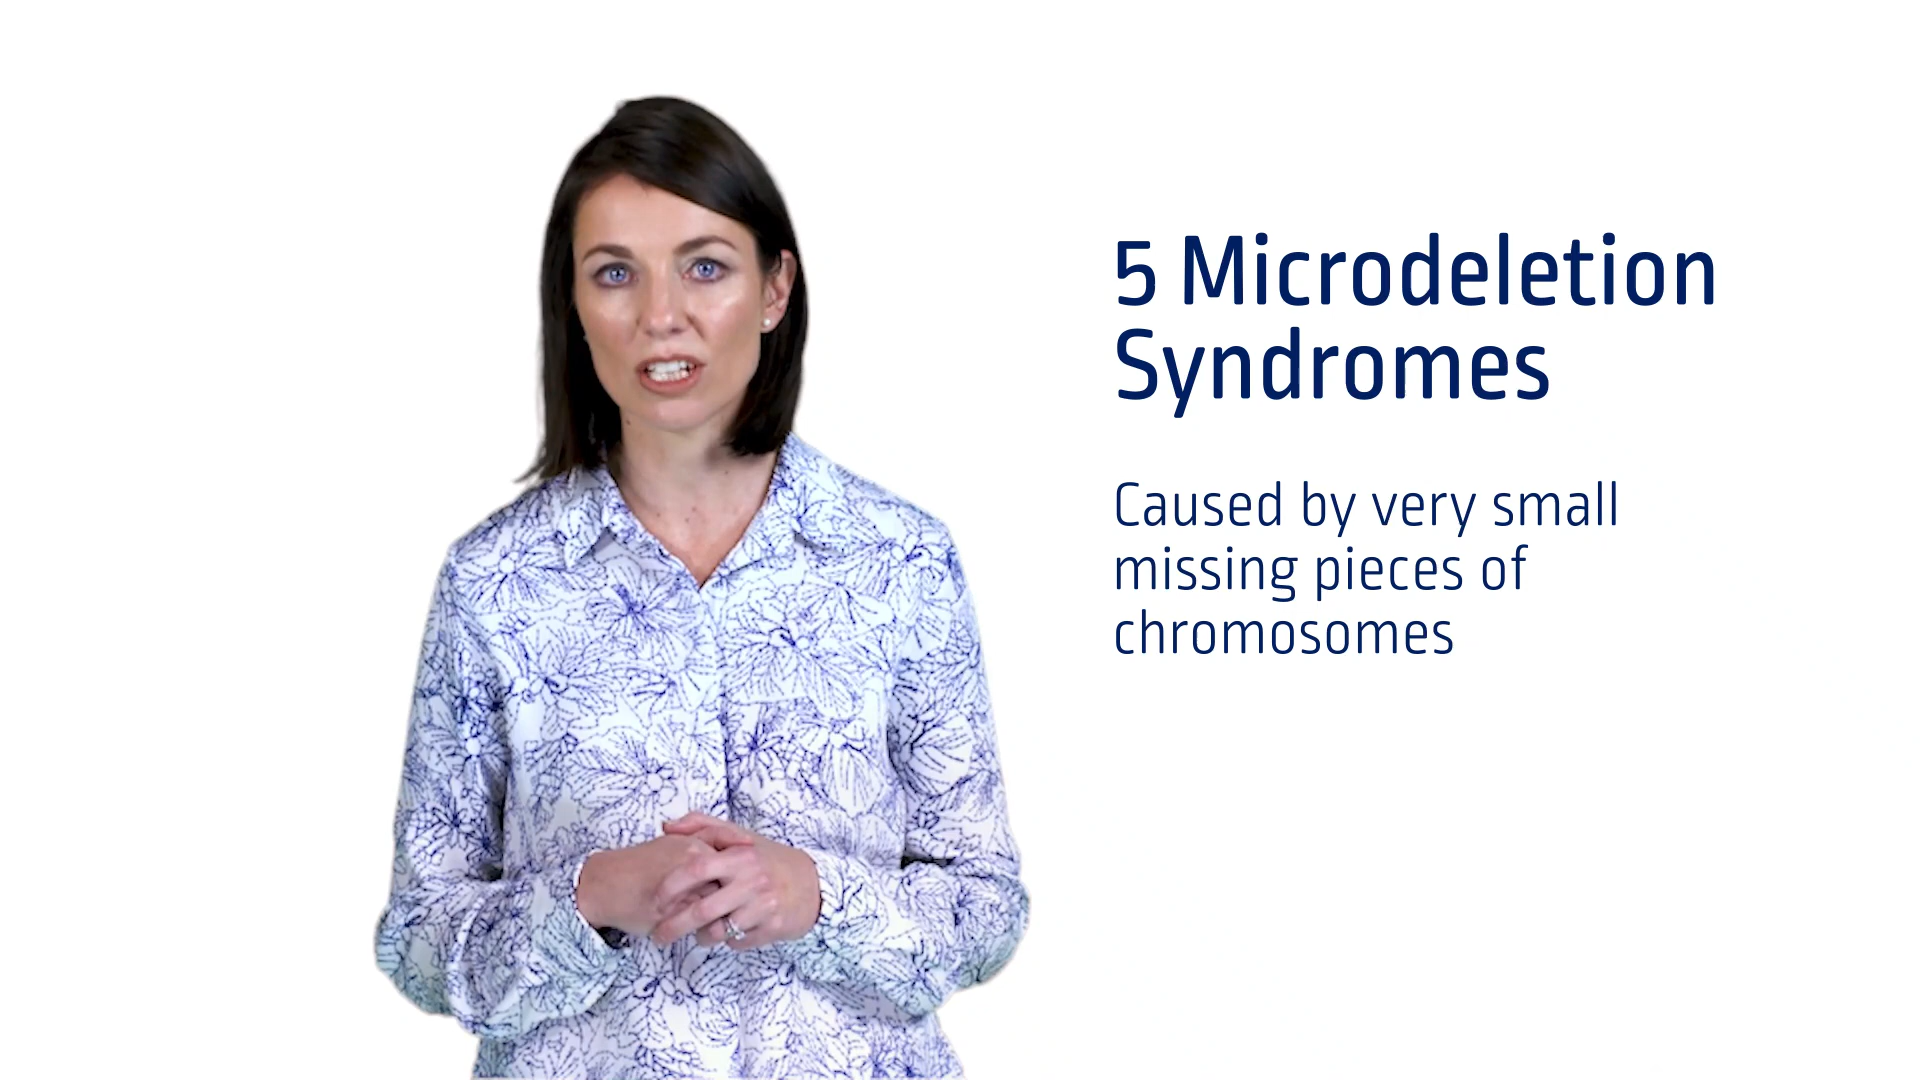 5 Microdeletion
Syndromes
Caused by very small
missing pieces of
chromosomes